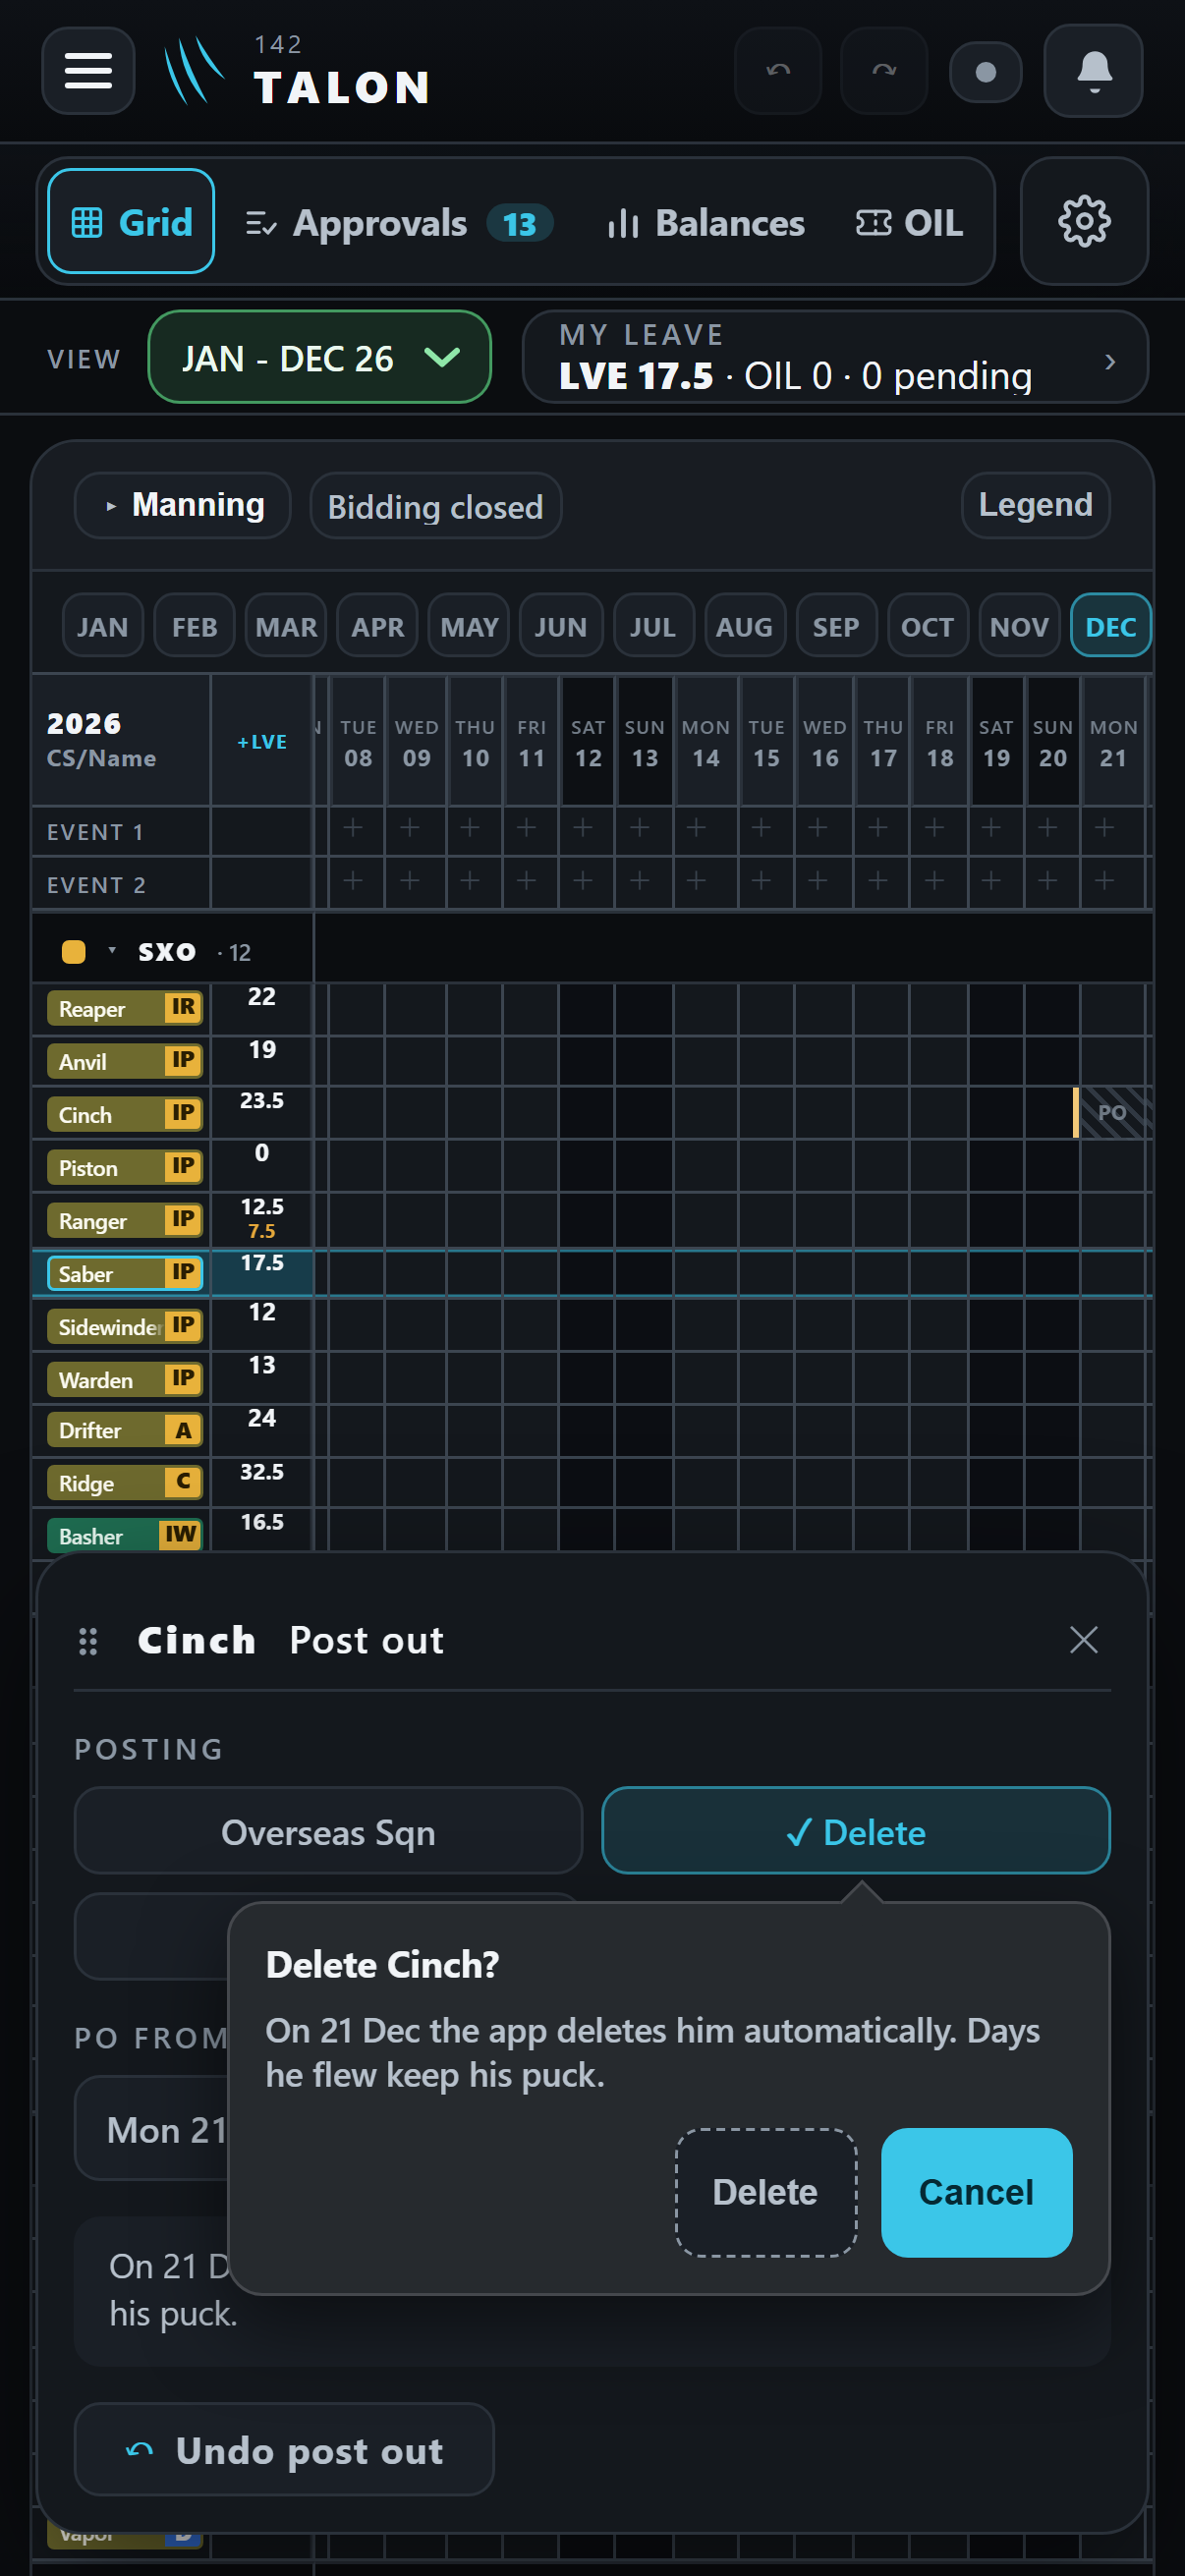 142
TALON
Grid
Approvals 13
Balances
OIL
VIEW
JAN - DEC 26
MY LEAVE
LVE 17.5 · OIL 0 · 0 pending
Manning
Bidding closed
Legend
JAN FEB MAR APR MAY JUN JUL AUG SEP OCT NOV DEC
2026
CS/Name
+LVE
TUE WED THU FRI SAT SUN MON TUE WED THU FRI SAT SUN MON
08 09 10 11 12 13 14 15 16 17 18 19 20 21
EVENT 1
EVENT 2
SXO · 12
Reaper IR 22
Anvil IP 19
Cinch IP 23.5 PO
Piston IP 0
Ranger IP 12.5
7.5
Saber IP 17.5
Sidewinder IP 12
Warden IP 13
Drifter A 24
Ridge C 32.5
Basher IW 16.5
Cinch Post out
POSTING
Overseas Sqn
✓ Delete
Delete Cinch?
On 21 Dec the app deletes him automatically. Days
he flew keep his puck.
Delete
Cancel
PO FROM
Mon 21
On 21 D
his puck.
Undo post out